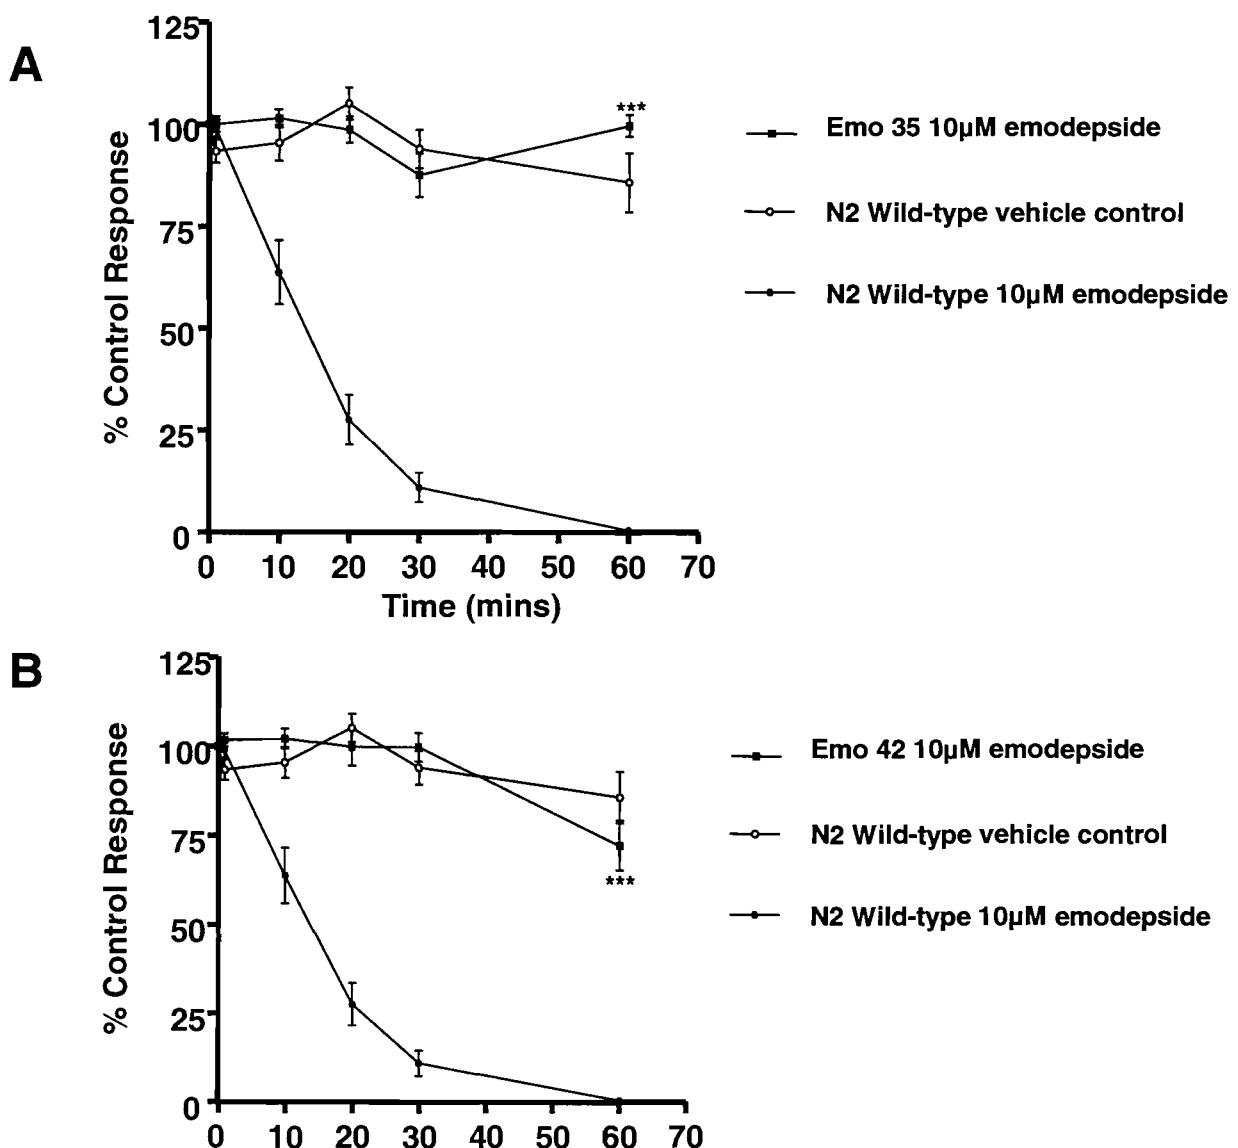 A
125
100
75
50
25
0
% Control Response
0 10 20 30 40 50 60 70
Time (mins)
***
Emo 35 10µM emodepside
N2 Wild-type vehicle control
N2 Wild-type 10µM emodepside
B
125
100
75
50
25
0
% Control Response
0 10 20 30 40 50 60 70
***
Emo 42 10µM emodepside
N2 Wild-type vehicle control
N2 Wild-type 10µM emodepside